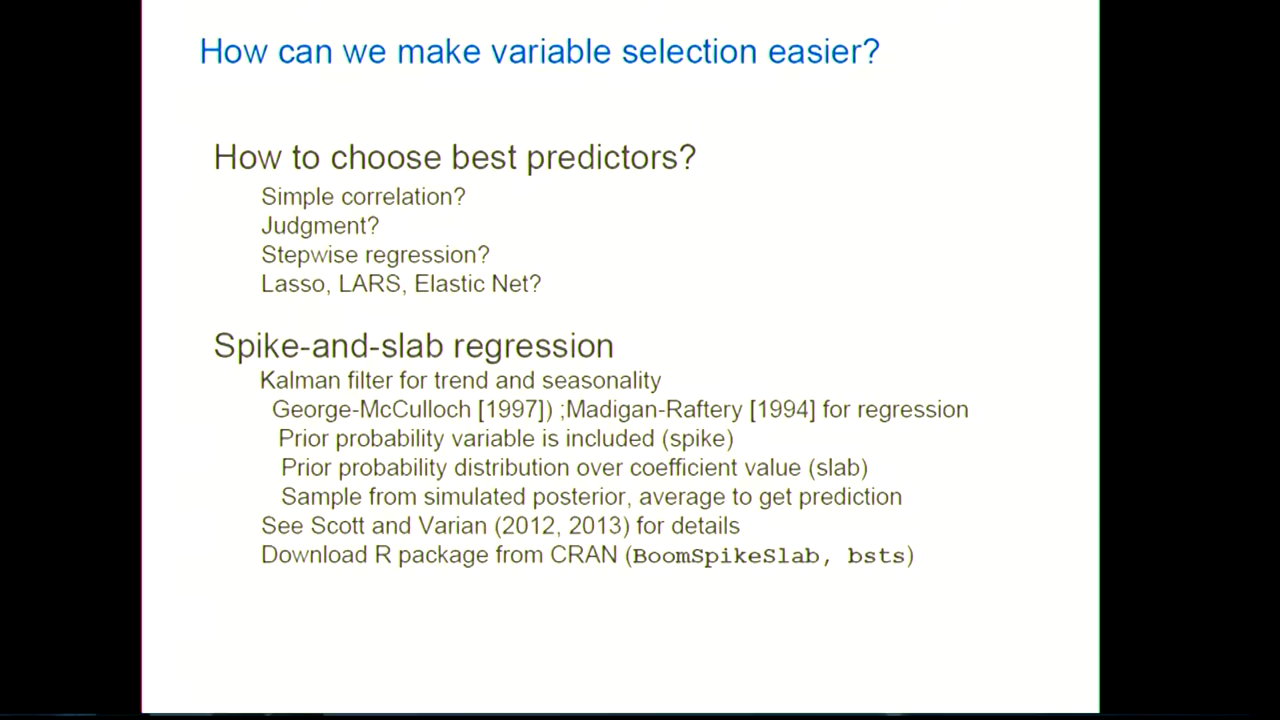 How can we make variable selection easier?
How to choose best predictors?
Simple correlation?
Judgment?
Stepwise regression?
Lasso, LARS, Elastic Net?
Spike-and-slab regression
Kalman filter for trend and seasonality
George-McCulloch [1997]) ;Madigan-Raftery [1994] for regression
Prior probability variable is included (spike)
Prior probability distribution over coefficient value (slab)
Sample from simulated posterior, average to get prediction
See Scott and Varian (2012, 2013) for details
Download R package from CRAN (BoomSpikeSlab, bsts)